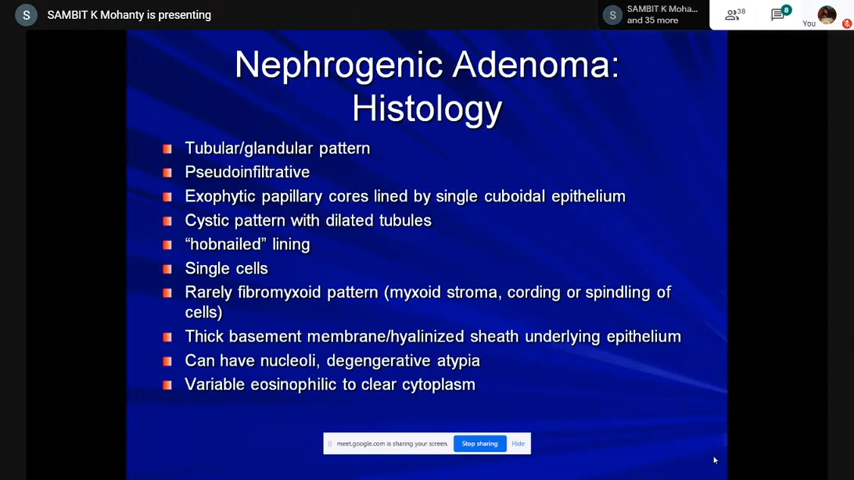 S SAMBIT K Mohanty is presenting
S SAMBIT K Moha...
and 35 more
38
8
You
Nephrogenic Adenoma:
Histology
Tubular/glandular pattern
Pseudoinfiltrative
Exophytic papillary cores lined by single cuboidal epithelium
Cystic pattern with dilated tubules
“hobnailed” lining
Single cells
Rarely fibromyxoid pattern (myxoid stroma, cording or spindling of
cells)
Thick basement membrane/hyalinized sheath underlying epithelium
Can have nucleoli, degengerative atypia
Variable eosinophilic to clear cytoplasm
meet.google.com is sharing your screen. Stop sharing Hide